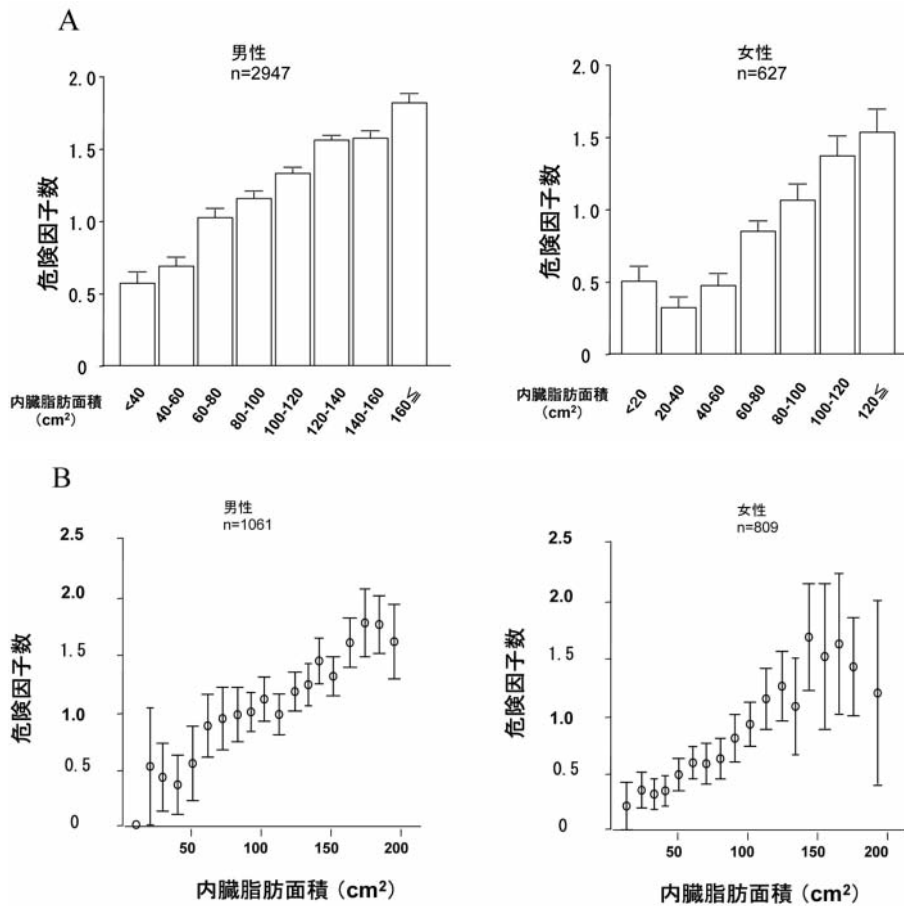 A
男性
n=2947
危険因子数
2.0
1.5
1.0
0.5
0
内臓脂肪面積
（cm²）
<40
40-60
60-80
80-100
100-120
120-140
140-160
160≦
女性
n=627
危険因子数
2.0
1.5
1.0
0.5
0
内臓脂肪面積
（cm²）
<20
20-40
40-60
60-80
80-100
100-120
120≦
B
男性
n=1061
危険因子数
2.5
2.0
1.5
1.0
0.5
0
50 100 150 200
内臓脂肪面積（cm²）
女性
n=809
危険因子数
2.5
2.0
1.5
1.0
0.5
0
50 100 150 200
内臓脂肪面積（cm²）